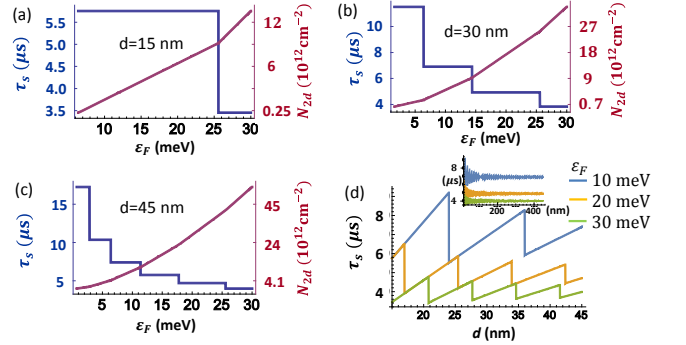 (a)
d=15 nm
τs (μs)
5.5
5.0
4.5
4.0
3.5
10 15 20 25 30
εF (meV)
12
6
0.25
N2d (10^12 cm^-2)
(b)
d=30 nm
τs (μs)
10
8
6
4
5 10 15 20 25 30
εF (meV)
27
18
9
0.7
N2d (10^12 cm^-2)
(c)
d=45 nm
τs (μs)
15
10
5
0 5 10 15 20 25 30
εF (meV)
45
24
4.1
N2d (10^12 cm^-2)
(d)
τs (μs)
8
6
4
15 20 25 30 35 40 45
d (nm)
(μs)
8
4
200 400
(nm)
εF
10 meV
20 meV
30 meV